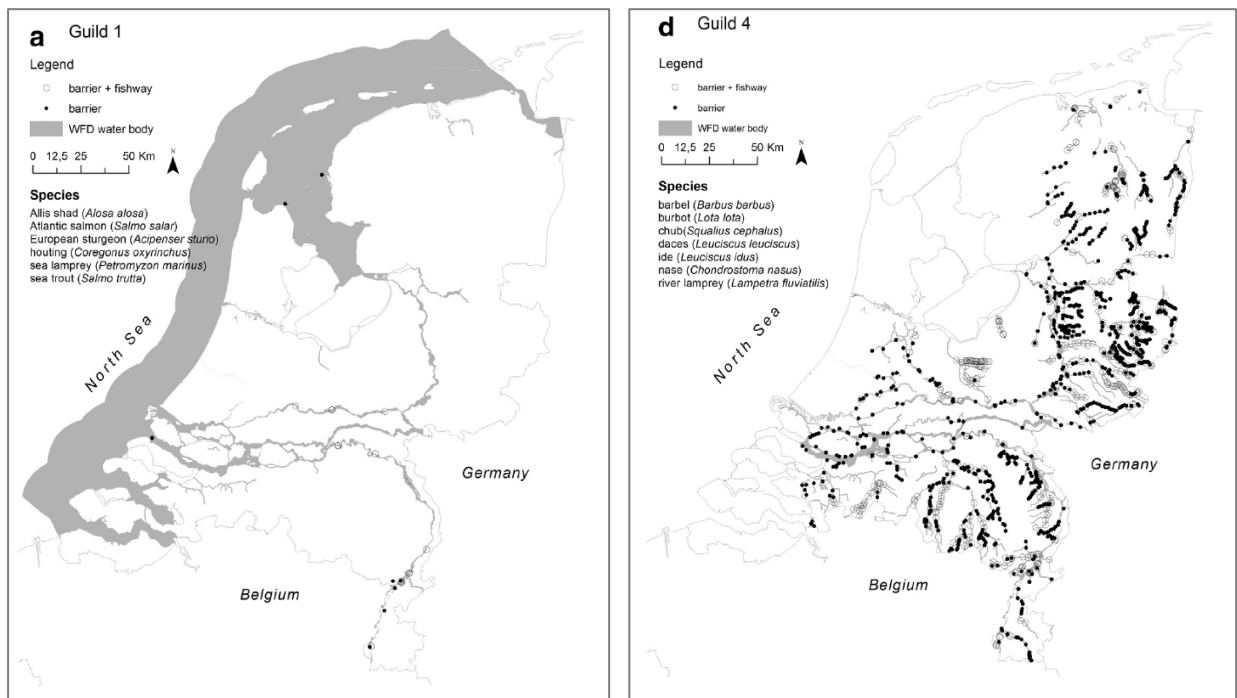 a Guild 1
Legend
barrier + fishway
barrier
WFD water body
0 12,5 25 50 Km
N
Species
Allis shad (Alosa alosa)
Atlantic salmon (Salmo salar)
European sturgeon (Acipenser sturio)
houting (Coregonus oxyrinchus)
sea lamprey (Petromyzon marinus)
sea trout (Salmo trutta)
North Sea
Germany
Belgium
d Guild 4
Legend
barrier + fishway
barrier
WFD water body
0 12,5 25 50 Km
N
Species
barbel (Barbus barbus)
burbot (Lota lota)
chub(Squalius cephalus)
daces (Leuciscus leuciscus)
ide (Leuciscus idus)
nase (Chondrostoma nasus)
river lamprey (Lampetra fluviatilis)
North Sea
Germany
Belgium